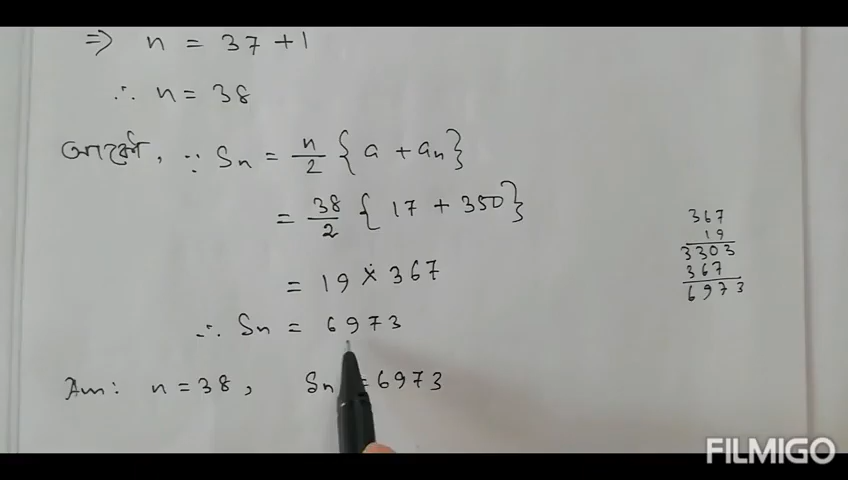 ⇒ n = 37 + 1
∴ n = 38
∵ Sn = n/2 { a + an }
= 38/2 { 17 + 350 }
= 19 × 367
∴ Sn = 6973
Ans: n = 38, Sn = 6973
367
19
3303
367
6973
FILMIGO